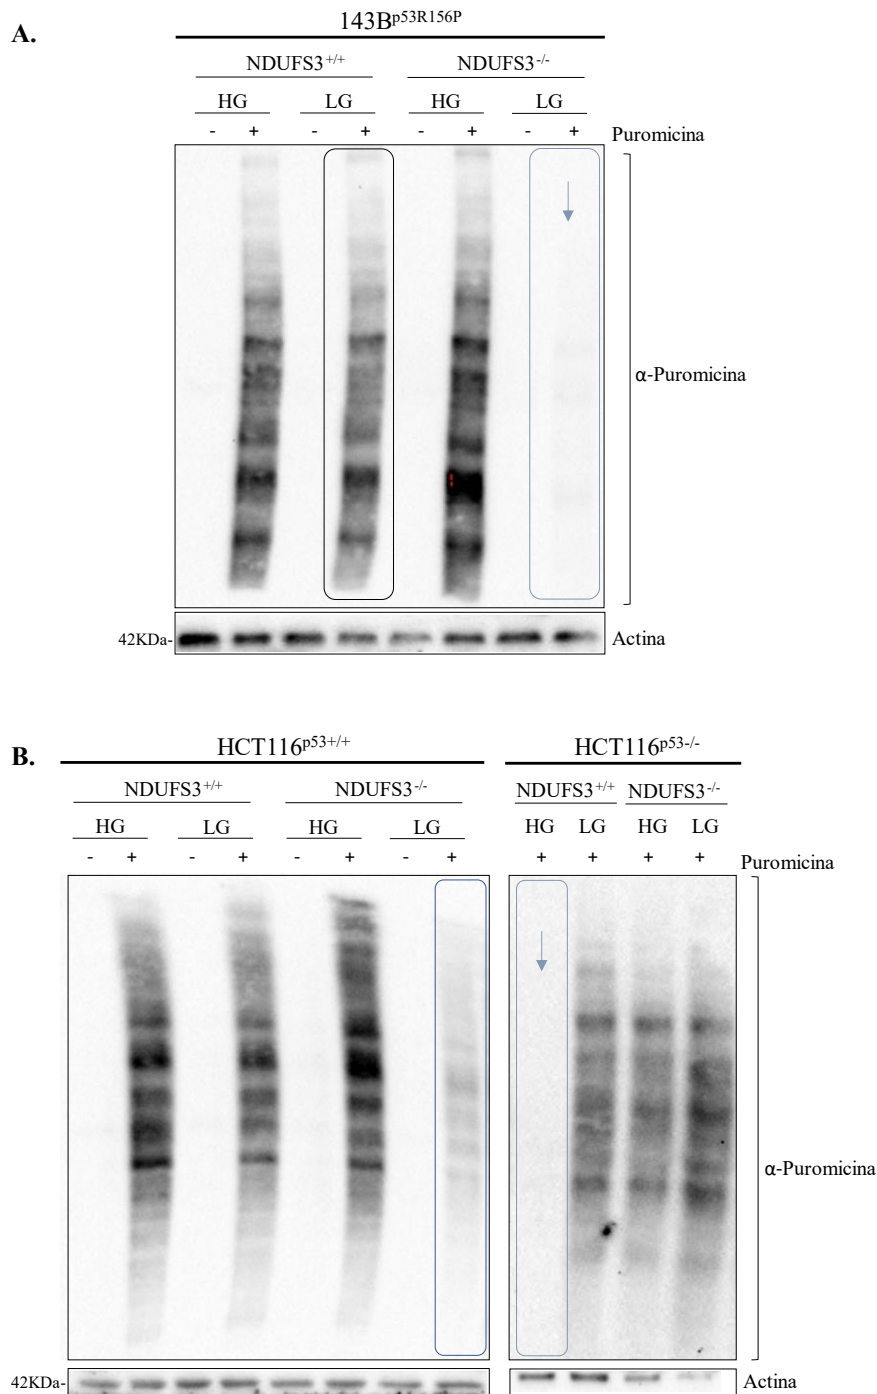 A.
143Bp53R156P
NDUFS3+/+ NDUFS3-/-
HG LG HG LG
- + - + - + - + Puromicina
α-Puromicina
42KDa- Actina
B.
HCT116p53+/+ HCT116p53-/-
NDUFS3+/+ NDUFS3-/- NDUFS3+/+ NDUFS3-/-
HG LG HG LG HG LG HG LG
- + - + - + - + + + + + Puromicina
α-Puromicina
42KDa- Actina